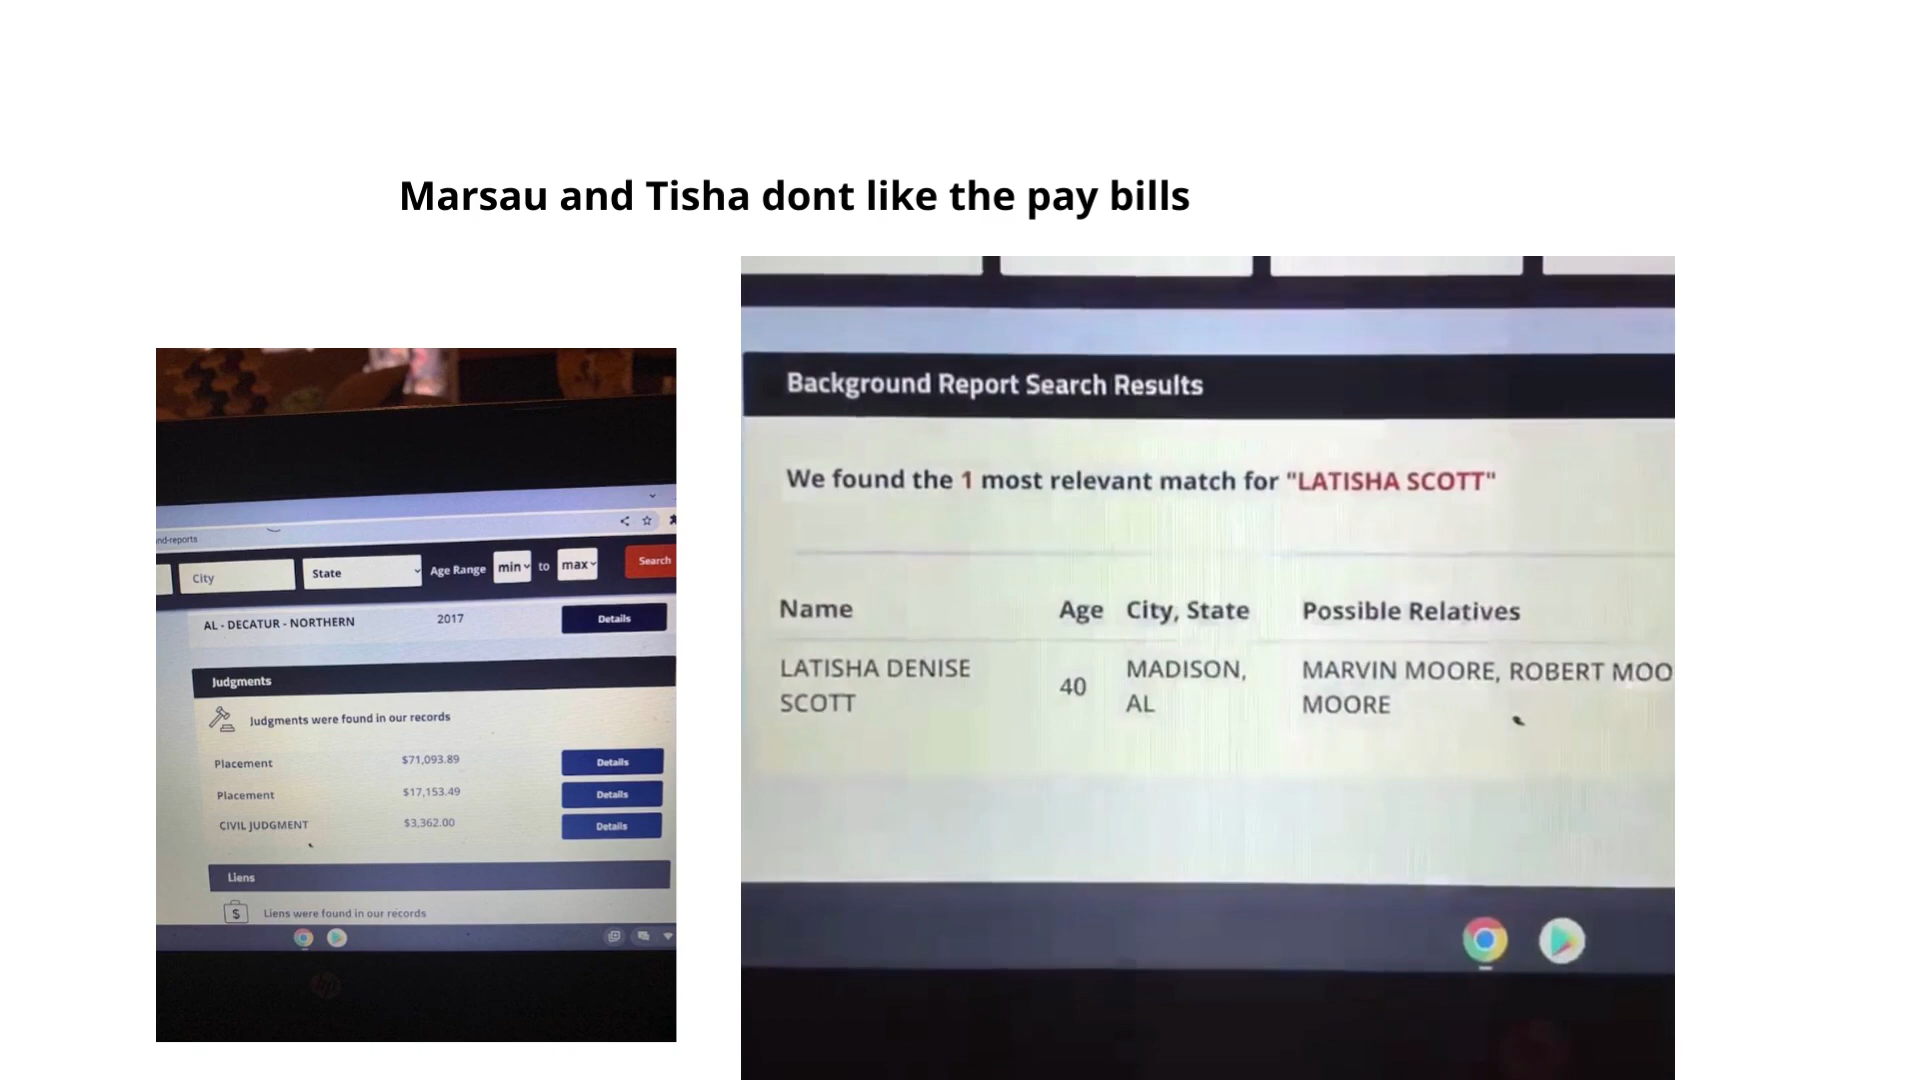 Marsau and Tisha dont like the pay bills
nd-reports
City State Age Range min to max Search
AL - DECATUR - NORTHERN 2017 Details
Judgments
Judgments were found in our records
Placement $71,093.89 Details
Placement $17,153.49 Details
CIVIL JUDGMENT $3,362.00 Details
Liens
$ Liens were found in our records
hp
Background Report Search Results
We found the 1 most relevant match for "LATISHA SCOTT"
Name Age City, State Possible Relatives
LATISHA DENISE SCOTT 40 MADISON, AL MARVIN MOORE, ROBERT MOO
MOORE